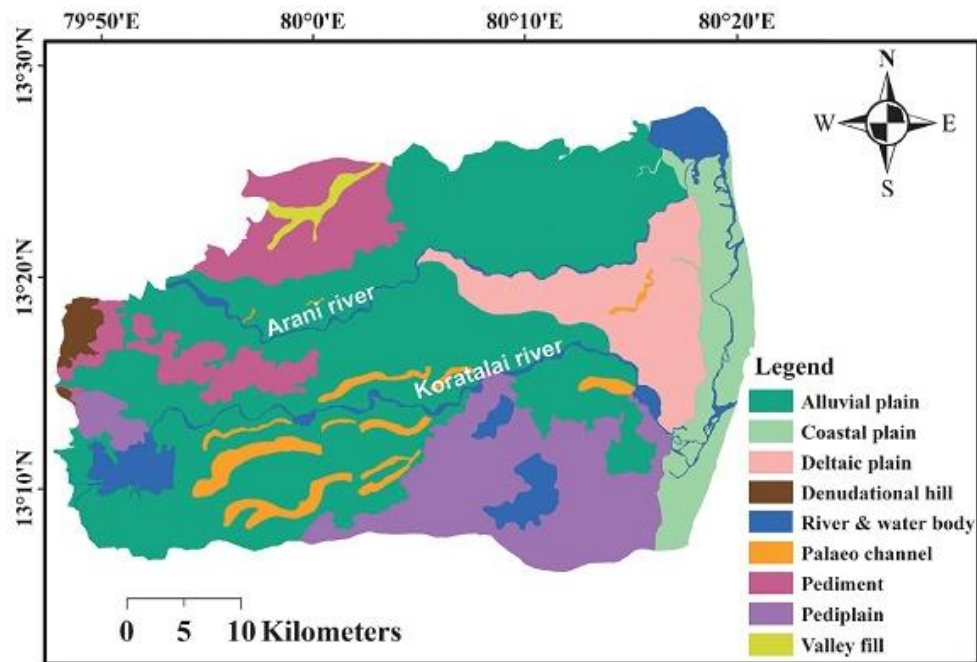 79°50'E 80°0'E 80°10'E 80°20'E
13°30'N
13°20'N
13°10'N
N
W E
S
Arani river
Koratalai river
Legend
Alluvial plain
Coastal plain
Deltaic plain
Denudational hill
River & water body
Palaeo channel
Pediment
Pediplain
Valley fill
0 5 10 Kilometers